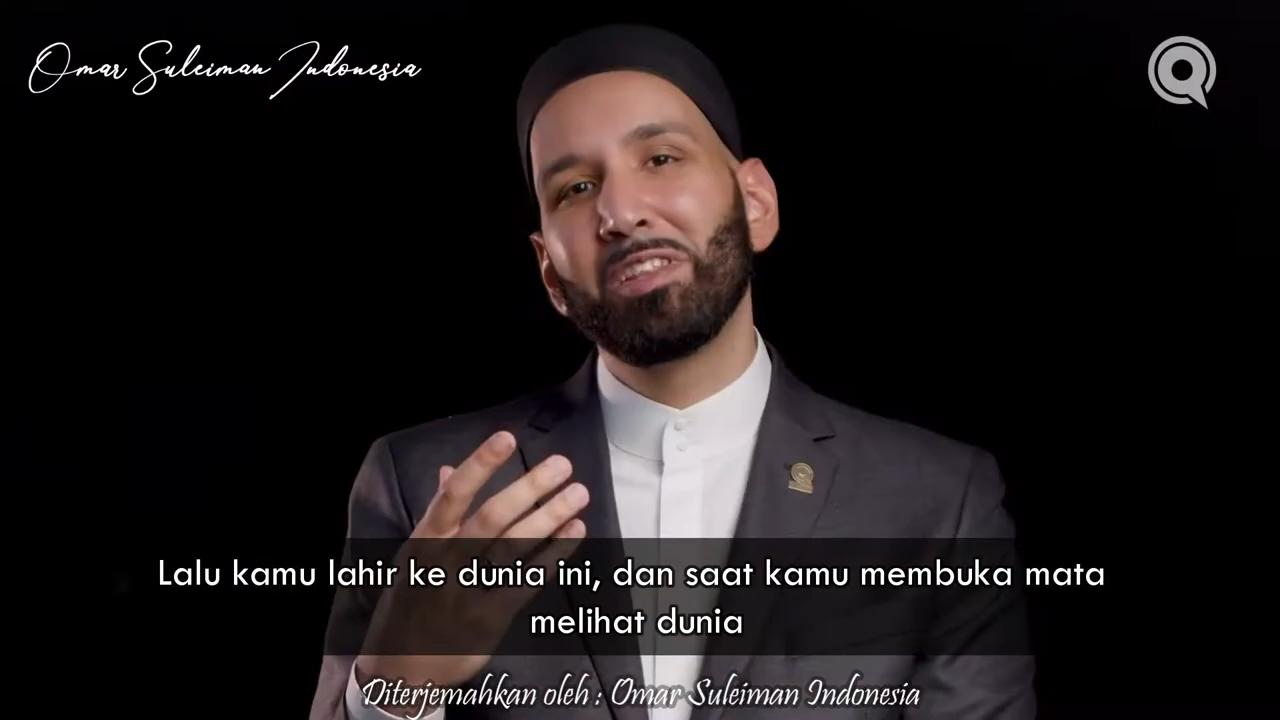 Omar Suleiman Indonesia
Lalu kamu lahir ke dunia ini, dan saat kamu membuka mata
melihat dunia
Diterjemahkan oleh : Omar Suleiman Indonesia